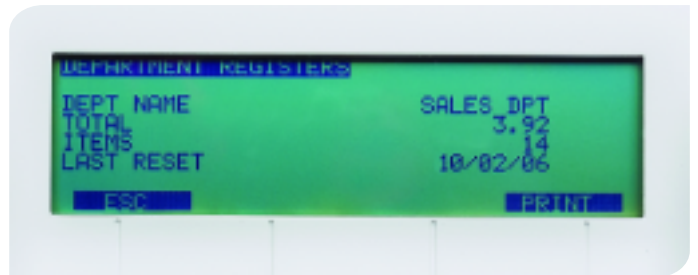 DEPARTMENT REGISTERS
DEPT NAME SALES DPT
TOTAL 3.92
ITEMS 14
LAST RESET 10/02/06
ESC PRINT